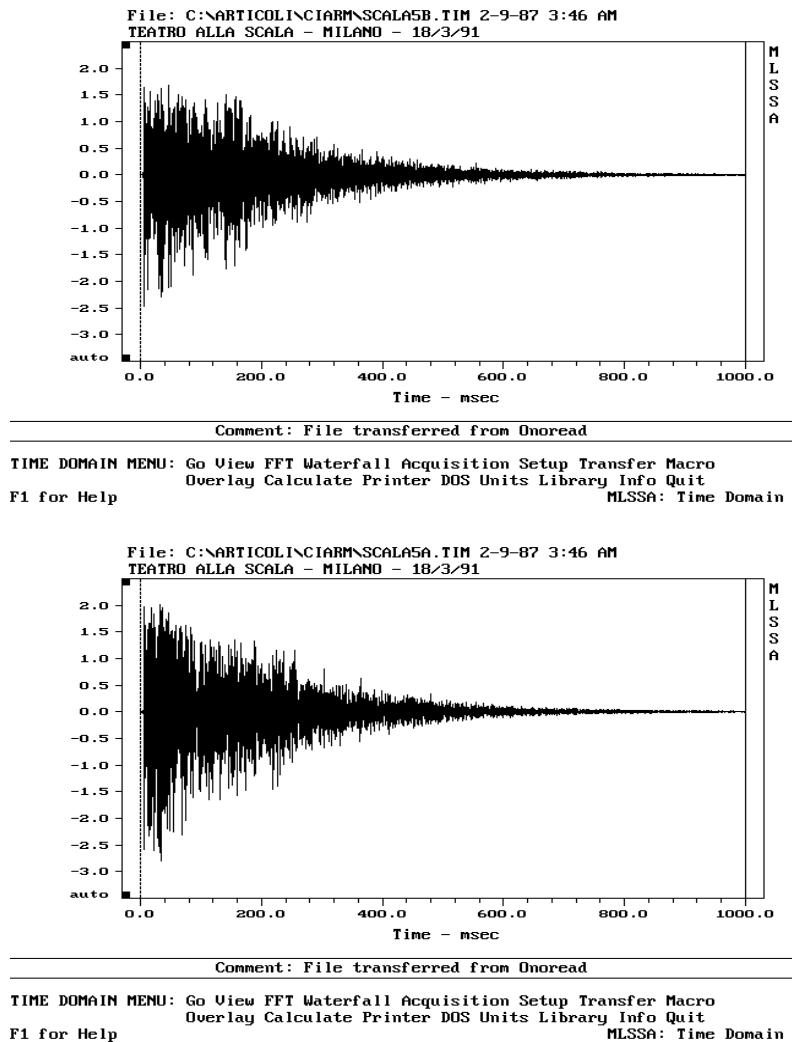 File: C:\ARTICOLI\CIARM\SCALA5B.TIM 2-9-87 3:46 AM
TEATRO ALLA SCALA - MILANO - 18/3/91
MLSSA
2.0
1.5
1.0
0.5
0.0
-0.5
-1.0
-1.5
-2.0
-2.5
-3.0
auto
0.0 200.0 400.0 600.0 800.0 1000.0
Time - msec
Comment: File transferred from Onoread
TIME DOMAIN MENU: Go View FFT Waterfall Acquisition Setup Transfer Macro
Overlay Calculate Printer DOS Units Library Info Quit
F1 for Help MLSSA: Time Domain
File: C:\ARTICOLI\CIARM\SCALA5A.TIM 2-9-87 3:46 AM
TEATRO ALLA SCALA - MILANO - 18/3/91
MLSSA
2.0
1.5
1.0
0.5
0.0
-0.5
-1.0
-1.5
-2.0
-2.5
-3.0
auto
0.0 200.0 400.0 600.0 800.0 1000.0
Time - msec
Comment: File transferred from Onoread
TIME DOMAIN MENU: Go View FFT Waterfall Acquisition Setup Transfer Macro
Overlay Calculate Printer DOS Units Library Info Quit
F1 for Help MLSSA: Time Domain